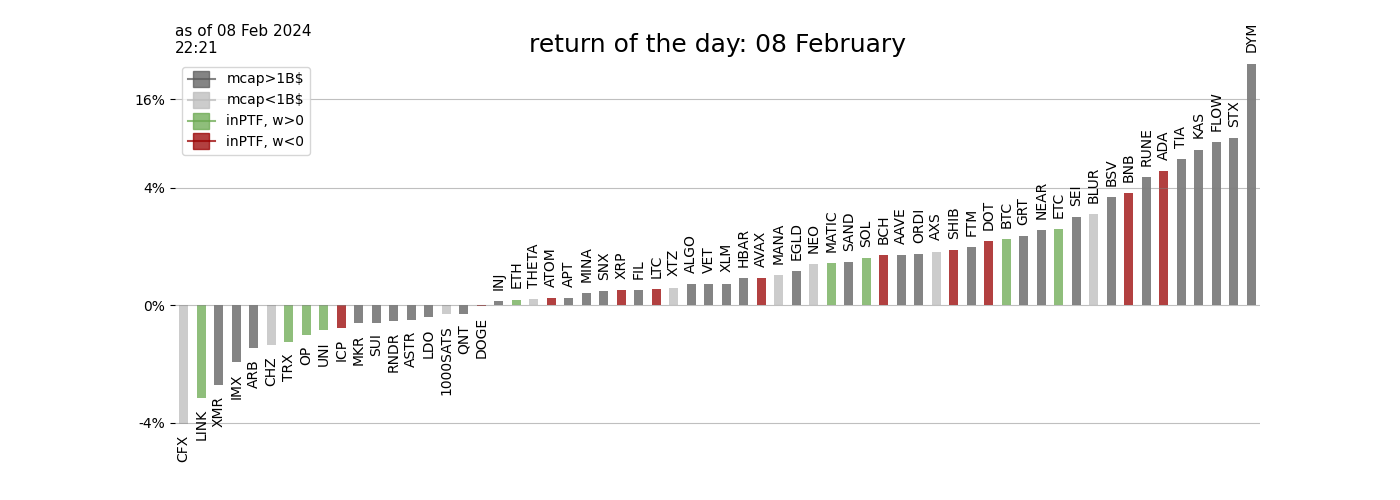 as of 08 Feb 2024
22:21
return of the day: 08 February
mcap>1B$
mcap<1B$
inPTF, w>0
inPTF, w<0
16%
4%
0%
-4%
CFX
LINK
XMR
IMX
ARB
CHZ
TRX
OP
UNI
ICP
MKR
SUI
RNDR
ASTR
LDO
1000SATS
QNT
DOGE
INJ
ETH
THETA
ATOM
APT
MINA
SNX
XRP
FIL
LTC
XTZ
ALGO
VET
XLM
HBAR
AVAX
MANA
EGLD
NEO
MATIC
SAND
SOL
BCH
AAVE
ORDI
AXS
SHIB
FTM
DOT
BTC
GRT
NEAR
ETC
SEI
BLUR
BSV
BNB
RUNE
ADA
TIA
KAS
FLOW
STX
DYM